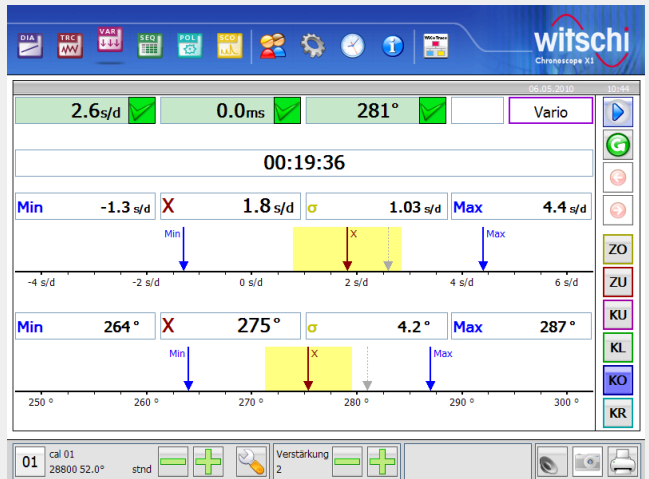 DIA TRC VAR SEQ POL SCO WiCoTrace
witschi
Chronoscope X1
06.05.2010 10:44
2.6s/d 0.0ms 281° Vario
00:19:36
Min -1.3 s/d X 1.8 s/d σ 1.03 s/d Max 4.4 s/d
Min X Max
-4 s/d -2 s/d 0 s/d 2 s/d 4 s/d 6 s/d
Min 264° X 275° σ 4.2° Max 287°
Min X Max
250 ° 260 ° 270 ° 280 ° 290 ° 300 °
ZO
ZU
KU
KL
KO
KR
01 cal 01
28800 52.0° stnd
Verstärkung
2